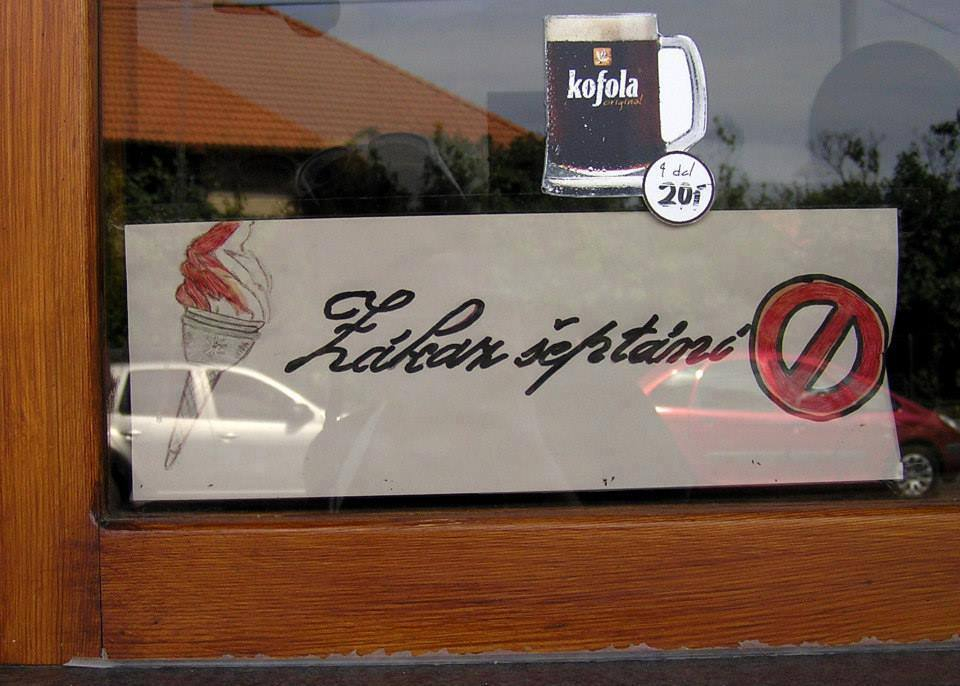 kofola
original
4 dcl
20,-
Zákaz šeptání